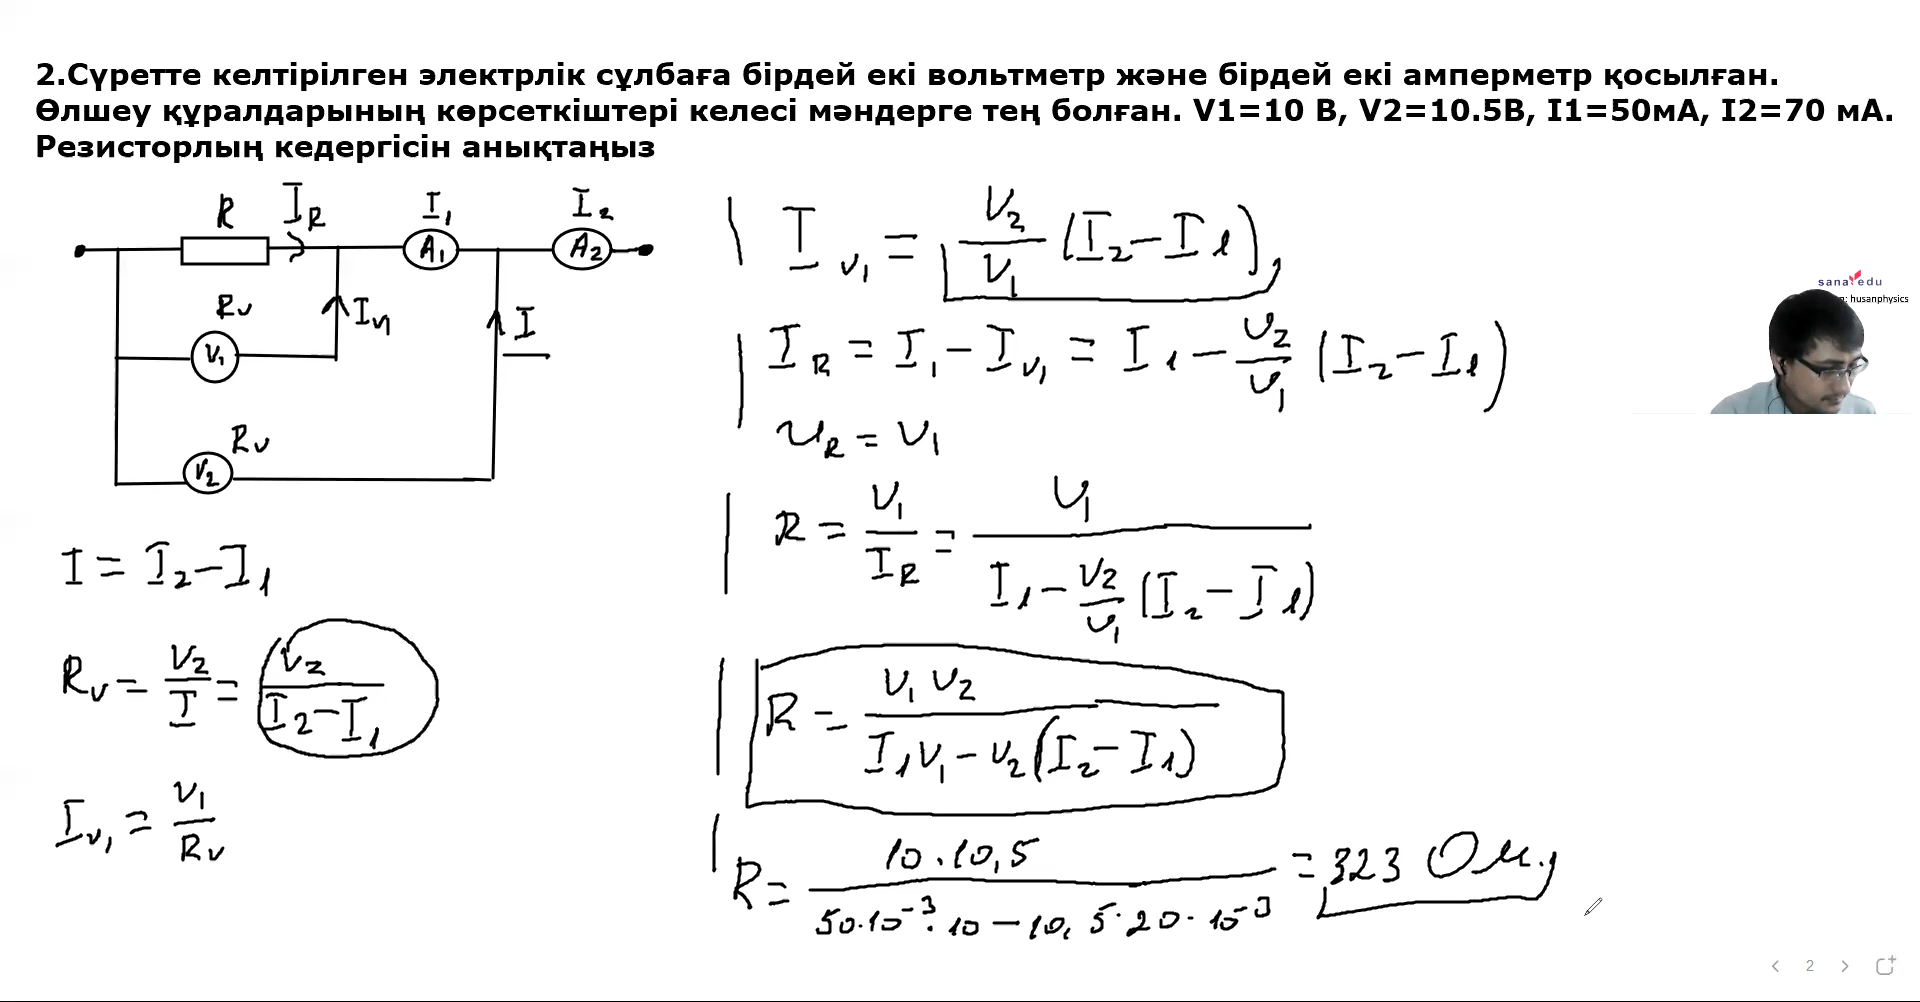 2.Сүретте келтірілген электрлік сұлбаға бірдей екі вольтметр және бірдей екі амперметр қосылған.
Өлшеу құралдарының көрсеткіштері келесі мәндерге тең болған. V1=10 В, V2=10.5В, I1=50мА, I2=70 мА.
Резисторлың кедергісін анықтаңыз
R I_R I_1 I_2
A_1 A_2
R_V I_V1 I
V_1
R_V
V_2
I = I_2 - I_1
R_V = V_2/I = V_2/(I_2 - I_1)
I_V1 = V_1/R_V
I_V1 = V_2/V_1 (I_2 - I_1),
I_R = I_1 - I_V1 = I_1 - V_2/V_1 (I_2 - I_1)
U_R = V_1
R = V_1/I_R = V_1/(I_1 - V_2/V_1 (I_2 - I_1))
R = V_1 V_2/(I_1 V_1 - V_2 (I_2 - I_1))
R = 10·10,5/(50·10^-3·10 - 10,5·20·10^-3) = 323 Ом.,
sana edu
: husanphysics
2